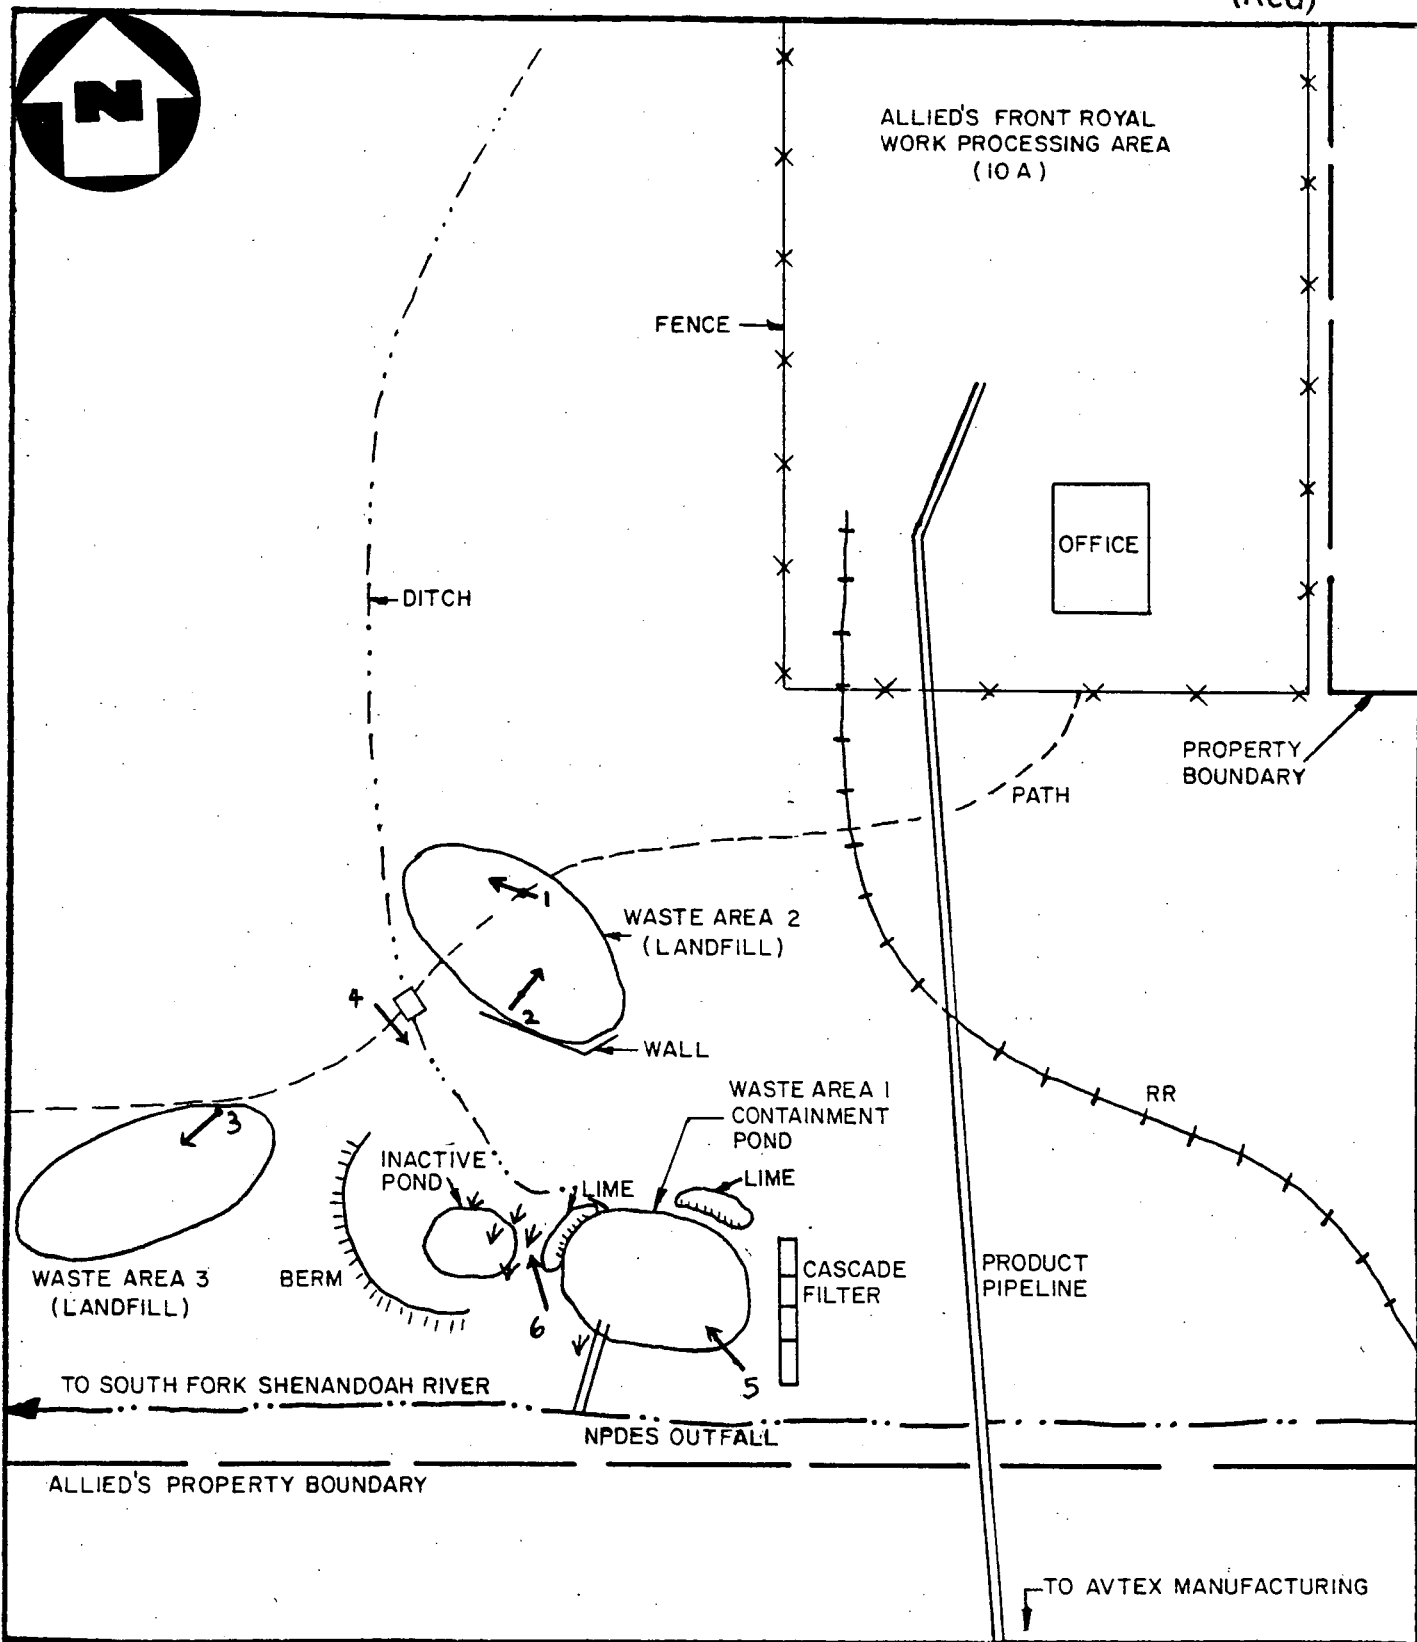 (Red)
N
ALLIED'S FRONT ROYAL
WORK PROCESSING AREA
(10 A)
FENCE
OFFICE
DITCH
PROPERTY
BOUNDARY
PATH
1
WASTE AREA 2
(LANDFILL)
4
2
WALL
WASTE AREA 1
CONTAINMENT
POND
RR
3
INACTIVE
POND
LIME
LIME
WASTE AREA 3
(LANDFILL)
BERM
CASCADE
FILTER
PRODUCT
PIPELINE
6
5
TO SOUTH FORK SHENANDOAH RIVER
NPDES OUTFALL
ALLIED'S PROPERTY BOUNDARY
TO AVTEX MANUFACTURING